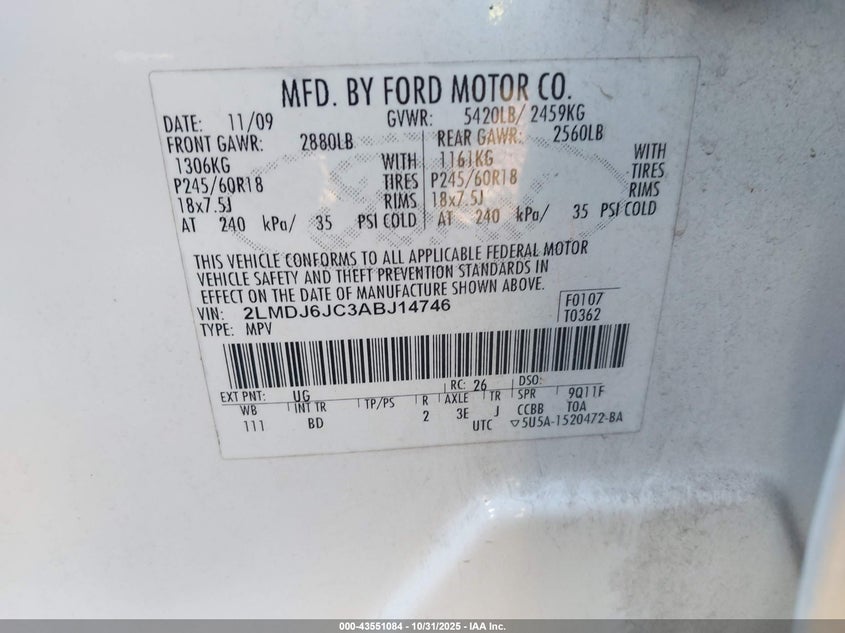 MFD. BY FORD MOTOR CO.
DATE: 11/09 GVWR: 5420LB/ 2459KG
FRONT GAWR: 2880LB REAR GAWR: 2560LB
1306KG WITH 1161KG WITH
P245/60R18 TIRES P245/60R18 TIRES
18x7.5J RIMS 18x7.5J RIMS
AT 240 kPa/ 35 PSI COLD AT 240 kPa/ 35 PSI COLD
THIS VEHICLE CONFORMS TO ALL APPLICABLE FEDERAL MOTOR
VEHICLE SAFETY AND THEFT PREVENTION STANDARDS IN
EFFECT ON THE DATE OF MANUFACTURE SHOWN ABOVE.
VIN: 2LMDJ6JC3ABJ14746 F0107
TYPE: MPV T0362
EXT PNT: UG RC: 26 DSO:
WB INT TR TP/PS R AXLE TR SPR 9Q11F
111 BD 2 3E J CCBB TOA
UTC ▽5U5A-1520472-BA
000-43551084 - 10/31/2025 - IAA Inc.